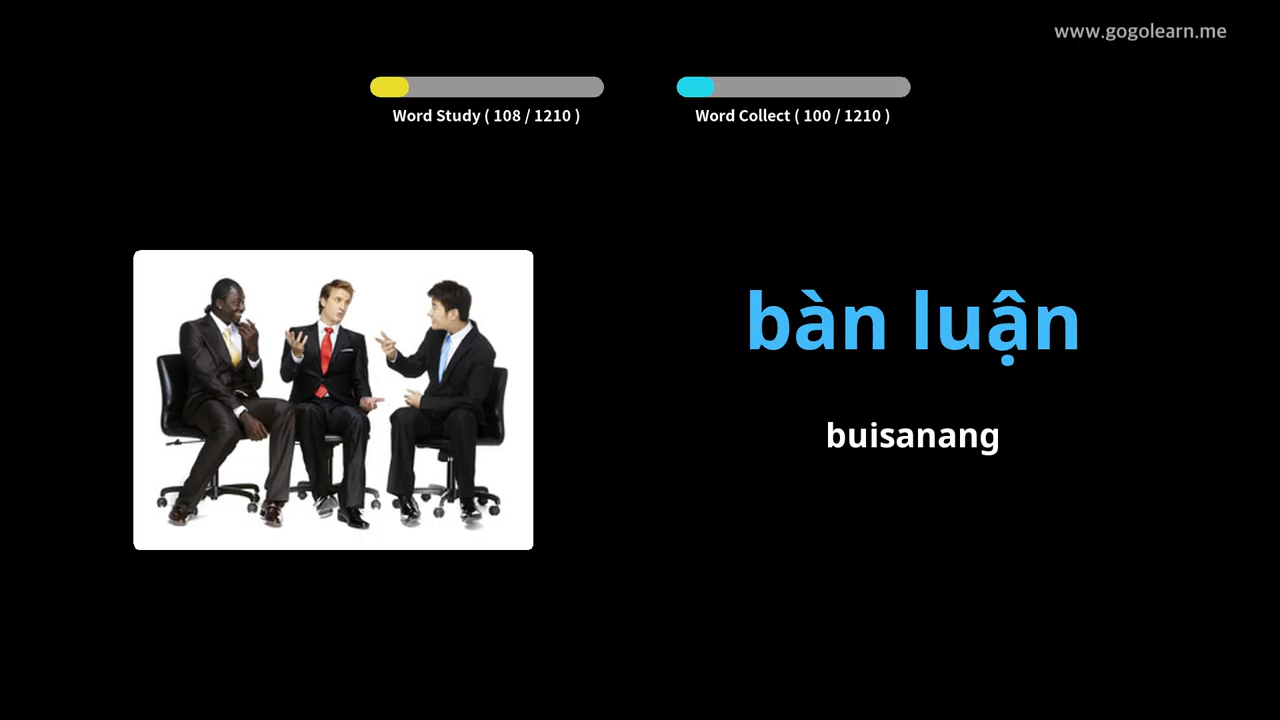 www.gogolearn.me
Word Study ( 108 / 1210 )
Word Collect ( 100 / 1210 )
bàn luận
buisanang